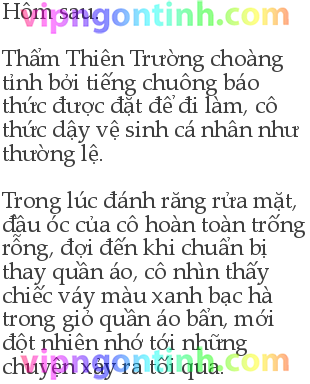 Hôm sau.
vipngontinh.com
Thẩm Thiên Trường choàng
tinh bởi tiếng chuông báo
thức được đặt để đi làm, cô
thức dậy vệ sinh cá nhân như
thường lệ.
Trong lúc đánh răng rửa mặt,
đầu óc của cô hoàn toàn trống
rỗng, đợi đến khi chuẩn bị
thay quần áo, cô nhìn thấy
chiếc váy màu xanh bạc hà
trong giỏ quần áo bẩn, mới
đột nhiên nhớ tới những
chuyện xảy ra tối qua.
vipngontinh.com